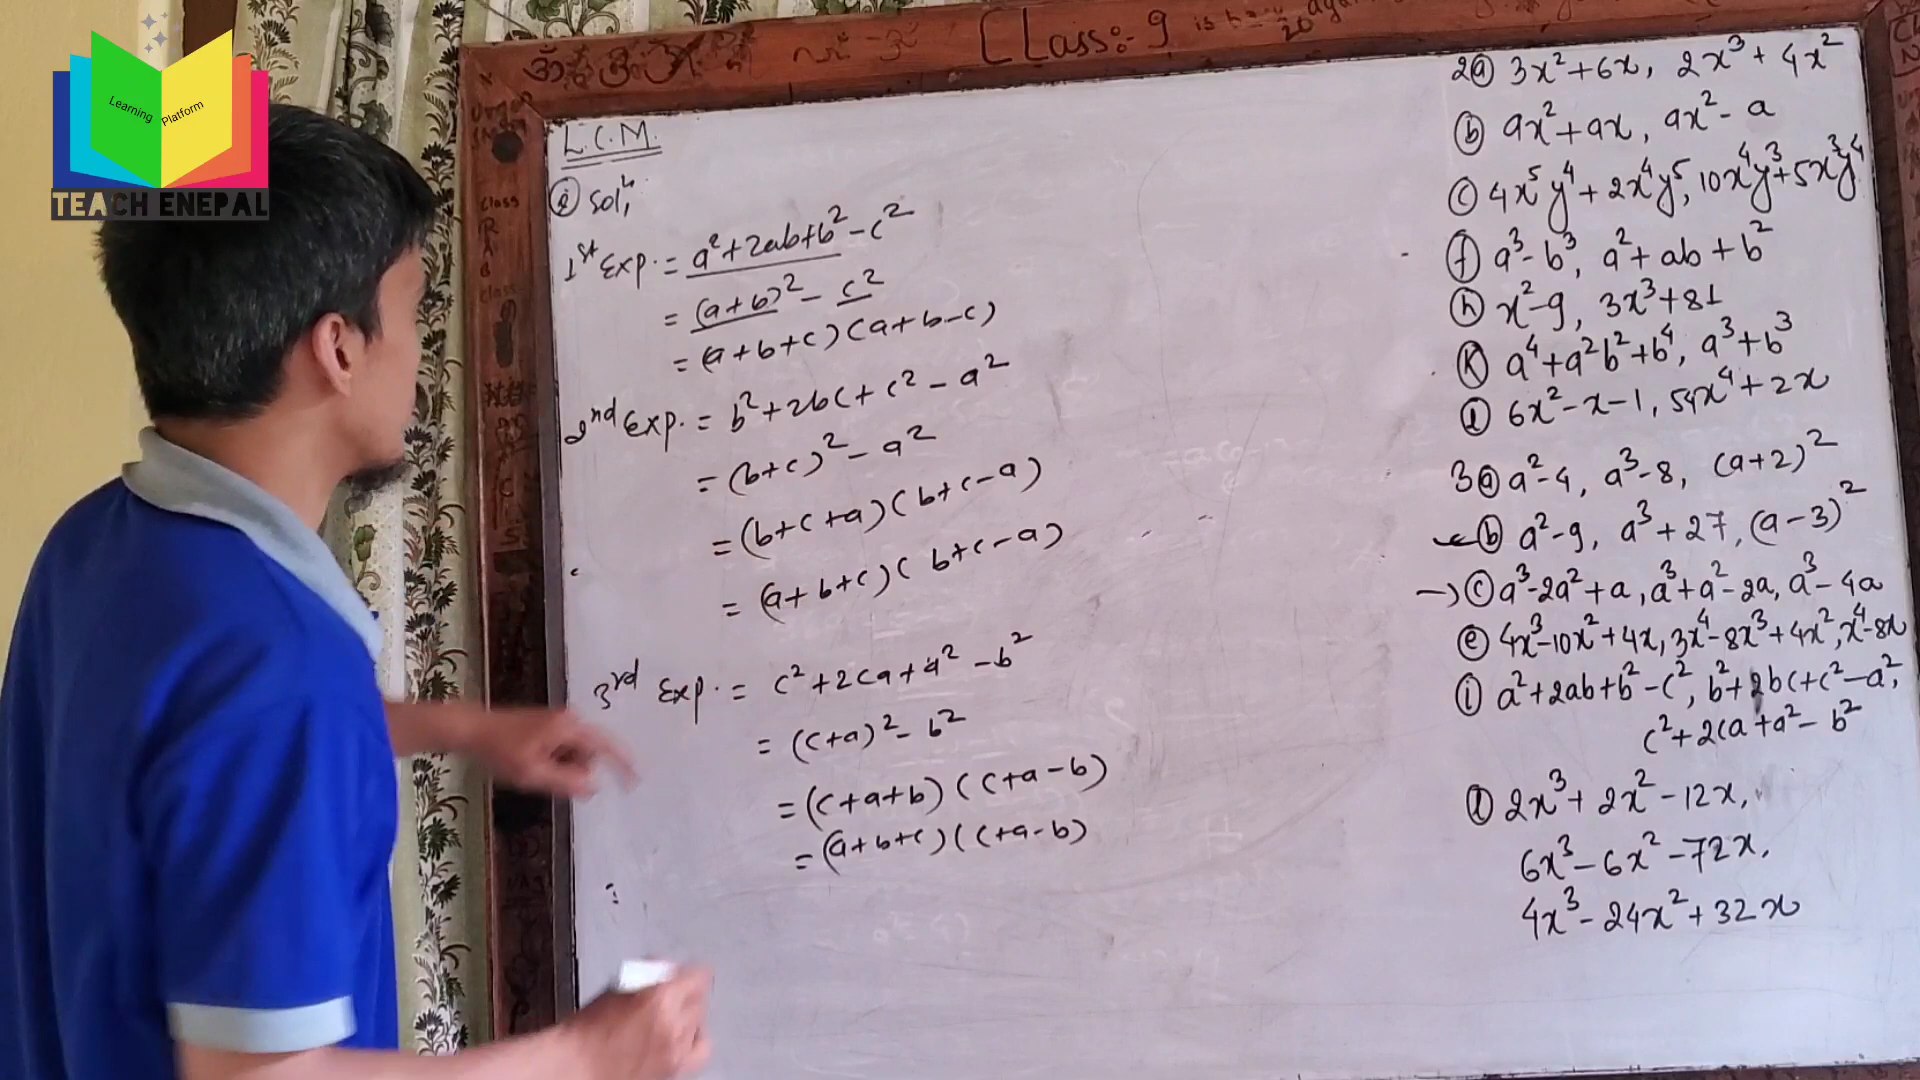 Learning Platform
TEACH ENEPAL
Class:- 9
L.C.M.
(i) Solⁿ,
1st Exp. = a²+2ab+b²-c²
= (a+b)² - c²
= (a+b+c)(a+b-c)
2nd Exp. = b²+2bc+c²-a²
= (b+c)²-a²
= (b+c+a)(b+c-a)
= (a+b+c)(b+c-a)
3rd Exp. = c²+2ca+a²-b²
= (c+a)²-b²
= (c+a+b)(c+a-b)
= (a+b+c)(c+a-b)
2(a) 3x²+6x, 2x³+4x²
(b) ax²+ax, ax²-a
(c) 4x⁵y⁴+2x⁴y⁵, 10x⁴y³+5x³y⁴
(f) a³-b³, a²+ab+b²
(h) x²-9, 3x³+81
(k) a⁴+a²b²+b⁴, a³+b³
(l) 6x²-x-1, 54x⁴+2x
3(a) a²-4, a³-8, (a+2)²
(b) a²-9, a³+27, (a-3)²
→(c) a³-2a²+a, a³+a²-2a, a³-4a
(e) 4x³-10x²+4x, 3x⁴-8x³+4x², x⁴-8x
(i) a²+2ab+b²-c², b²+2bc+c²-a²,
c²+2ca+a²-b²
(l) 2x³+2x²-12x,
6x³-6x²-72x,
4x³-24x²+32x